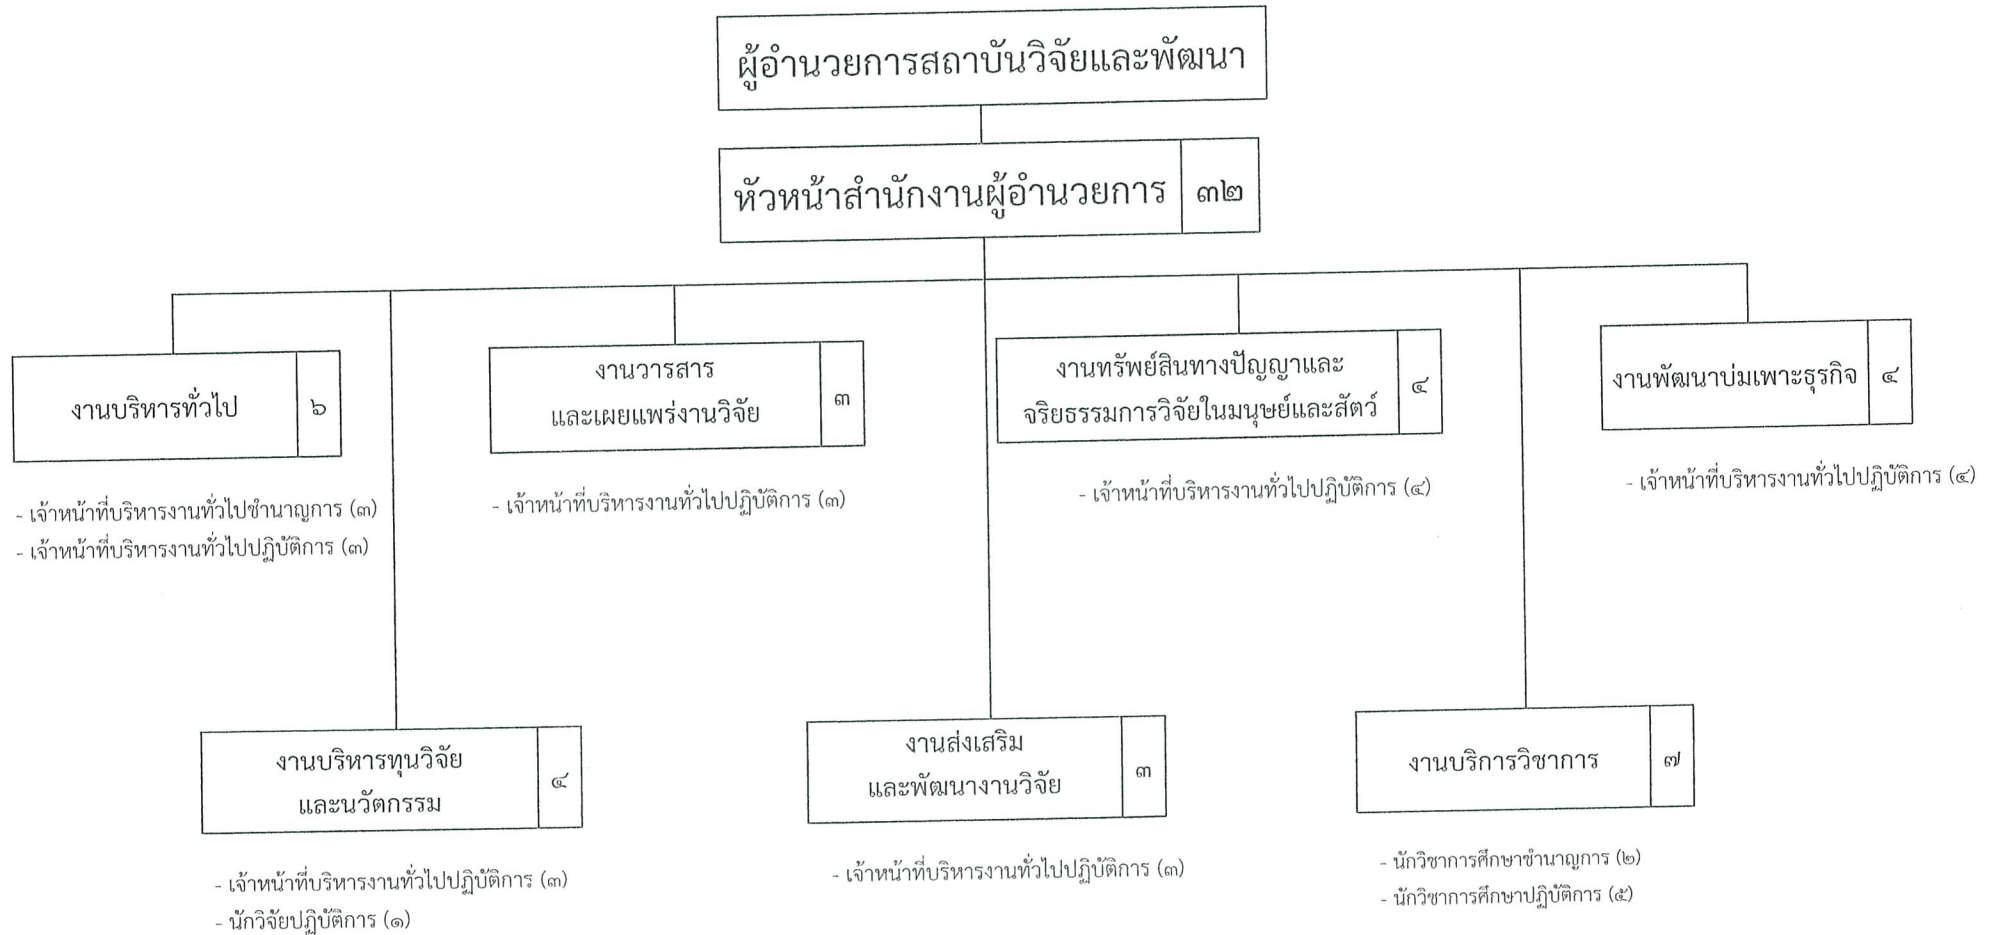 ผู้อำนวยการสถาบันวิจัยและพัฒนา
หัวหน้าสำนักงานผู้อำนวยการ ๓๒
งานบริหารทั่วไป ๖
- เจ้าหน้าที่บริหารงานทั่วไปชำนาญการ (๓)
- เจ้าหน้าที่บริหารงานทั่วไปปฏิบัติการ (๓)
งานวารสาร
และเผยแพร่งานวิจัย ๓
- เจ้าหน้าที่บริหารงานทั่วไปปฏิบัติการ (๓)
งานทรัพย์สินทางปัญญาและ
จริยธรรมการวิจัยในมนุษย์และสัตว์ ๔
- เจ้าหน้าที่บริหารงานทั่วไปปฏิบัติการ (๔)
งานพัฒนาบ่มเพาะธุรกิจ ๔
- เจ้าหน้าที่บริหารงานทั่วไปปฏิบัติการ (๔)
งานบริหารทุนวิจัย
และนวัตกรรม ๔
- เจ้าหน้าที่บริหารงานทั่วไปปฏิบัติการ (๓)
- นักวิจัยปฏิบัติการ (๑)
งานส่งเสริม
และพัฒนางานวิจัย ๓
- เจ้าหน้าที่บริหารงานทั่วไปปฏิบัติการ (๓)
งานบริการวิชาการ ๗
- นักวิชาการศึกษาชำนาญการ (๒)
- นักวิชาการศึกษาปฏิบัติการ (๕)